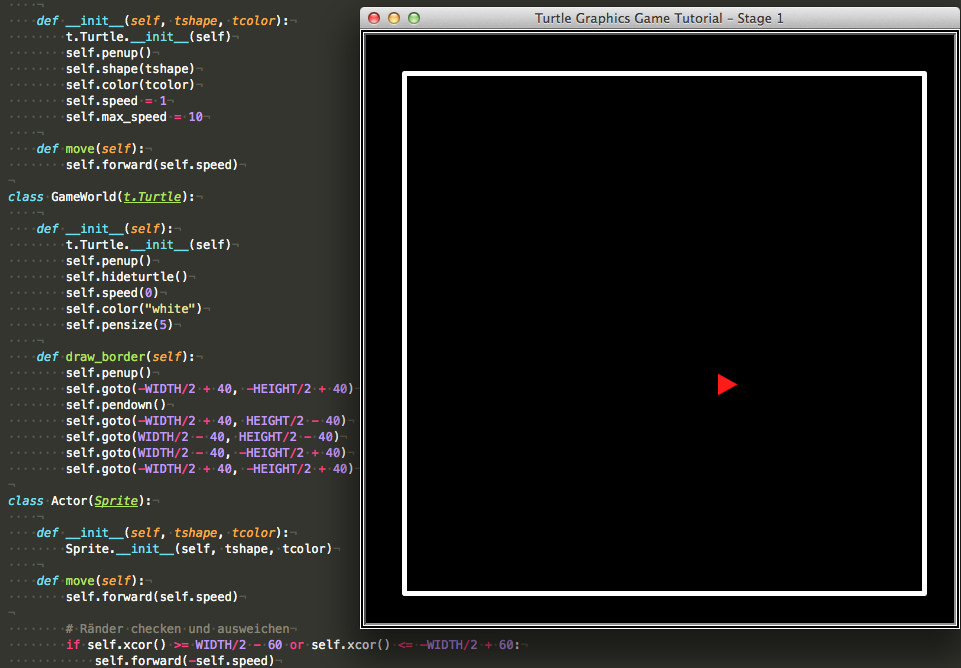 def __init__(self, tshape, tcolor):
t.Turtle.__init__(self)
self.penup()
self.shape(tshape)
self.color(tcolor)
self.speed = 1
self.max_speed = 10
def move(self):
self.forward(self.speed)
class GameWorld(t.Turtle):
def __init__(self):
t.Turtle.__init__(self)
self.penup()
self.hideturtle()
self.speed(0)
self.color("white")
self.pensize(5)
def draw_border(self):
self.penup()
self.goto(-WIDTH/2 + 40, -HEIGHT/2 + 40)
self.pendown()
self.goto(-WIDTH/2 + 40, HEIGHT/2 - 40)
self.goto(WIDTH/2 - 40, HEIGHT/2 - 40)
self.goto(WIDTH/2 - 40, -HEIGHT/2 + 40)
self.goto(-WIDTH/2 + 40, -HEIGHT/2 + 40)
class Actor(Sprite):
def __init__(self, tshape, tcolor):
Sprite.__init__(self, tshape, tcolor)
def move(self):
self.forward(self.speed)
# Ränder checken und ausweichen
if self.xcor() >= WIDTH/2 - 60 or self.xcor() <= -WIDTH/2 + 60:
self.forward(-self.speed)
Turtle Graphics Game Tutorial – Stage 1